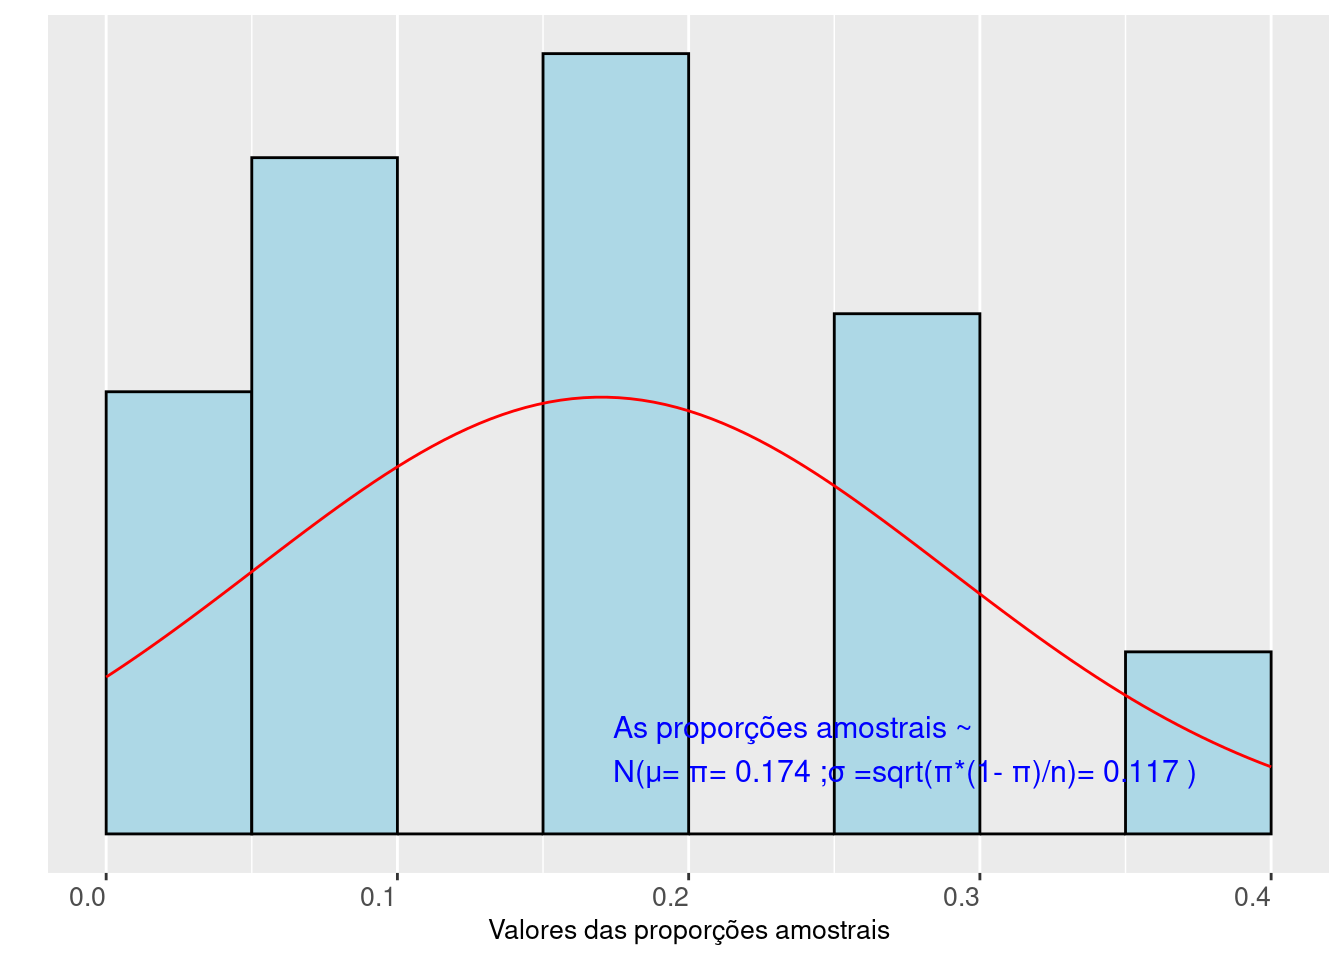 As proporções amostrais ~
N(μ= π= 0.174 ;σ =sqrt(π*(1- π)/n)= 0.117 )
0.0 0.1 0.2 0.3 0.4
Valores das proporções amostrais